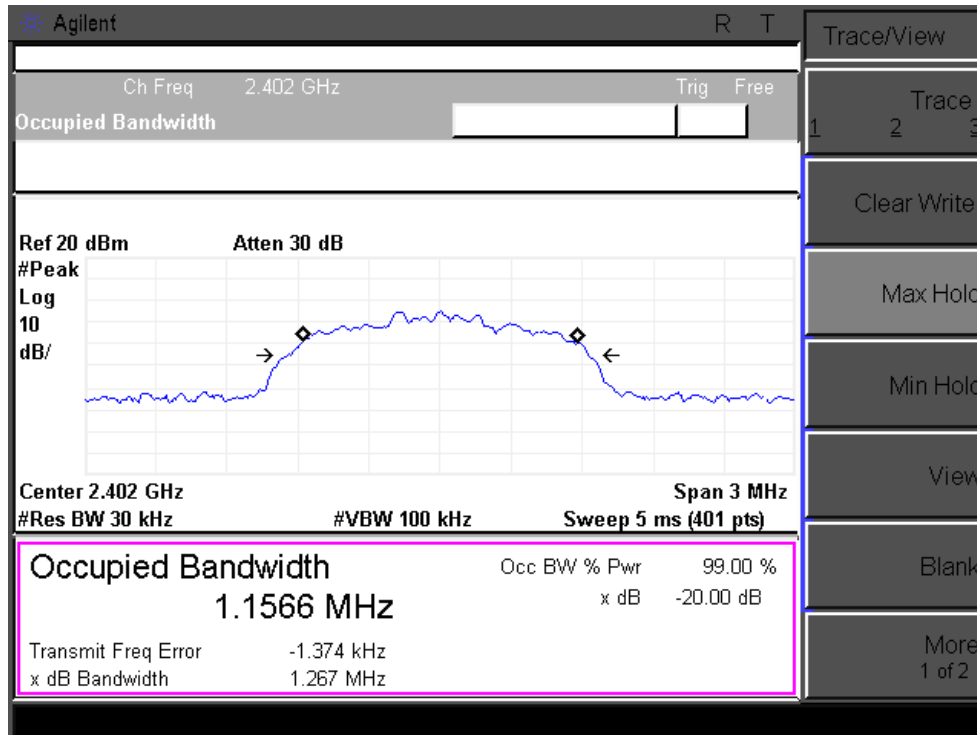 Agilent R T
Trace/View
Ch Freq 2.402 GHz Trig Free
Occupied Bandwidth
Trace
1 2 3
Clear Write
Max Hold
Min Hold
View
Blank
More
1 of 2
Ref 20 dBm Atten 30 dB
#Peak
Log
10
dB/
Center 2.402 GHz Span 3 MHz
#Res BW 30 kHz #VBW 100 kHz Sweep 5 ms (401 pts)
Occupied Bandwidth
1.1566 MHz
Occ BW % Pwr 99.00 %
x dB -20.00 dB
Transmit Freq Error -1.374 kHz
x dB Bandwidth 1.267 MHz